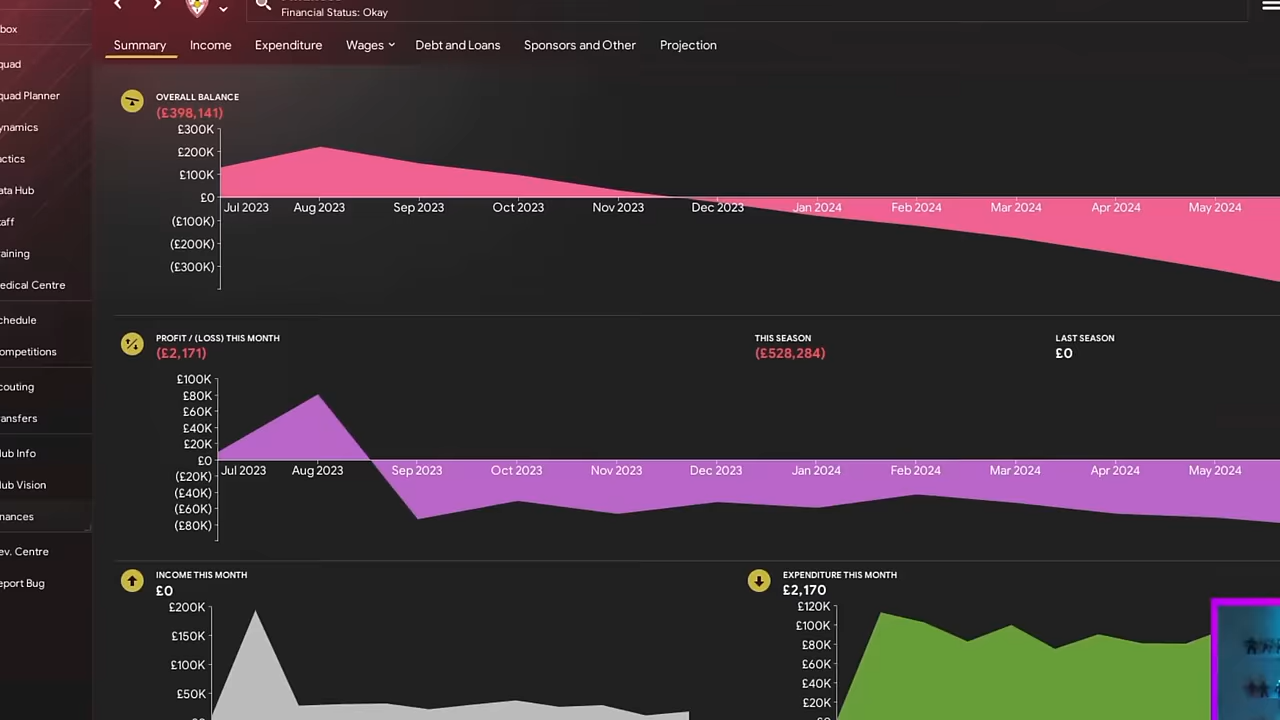 Financial Status: Okay
Summary Income Expenditure Wages Debt and Loans Sponsors and Other Projection
box
quad
quad Planner
ynamics
actics
ata Hub
taff
raining
edical Centre
chedule
ompetitions
couting
ansfers
lub Info
lub Vision
nances
ev. Centre
eport Bug
OVERALL BALANCE
(£398,141)
£300K
£200K
£100K
£0
(£100K)
(£200K)
(£300K)
Jul 2023 Aug 2023 Sep 2023 Oct 2023 Nov 2023 Dec 2023 Jan 2024 Feb 2024 Mar 2024 Apr 2024 May 2024
PROFIT / (LOSS) THIS MONTH
(£2,171)
THIS SEASON
(£528,284)
LAST SEASON
£0
£100K
£80K
£60K
£40K
£20K
£0
(£20K)
(£40K)
(£60K)
(£80K)
Jul 2023 Aug 2023 Sep 2023 Oct 2023 Nov 2023 Dec 2023 Jan 2024 Feb 2024 Mar 2024 Apr 2024 May 2024
INCOME THIS MONTH
£0
£200K
£150K
£100K
£50K
EXPENDITURE THIS MONTH
£2,170
£120K
£100K
£80K
£60K
£40K
£20K